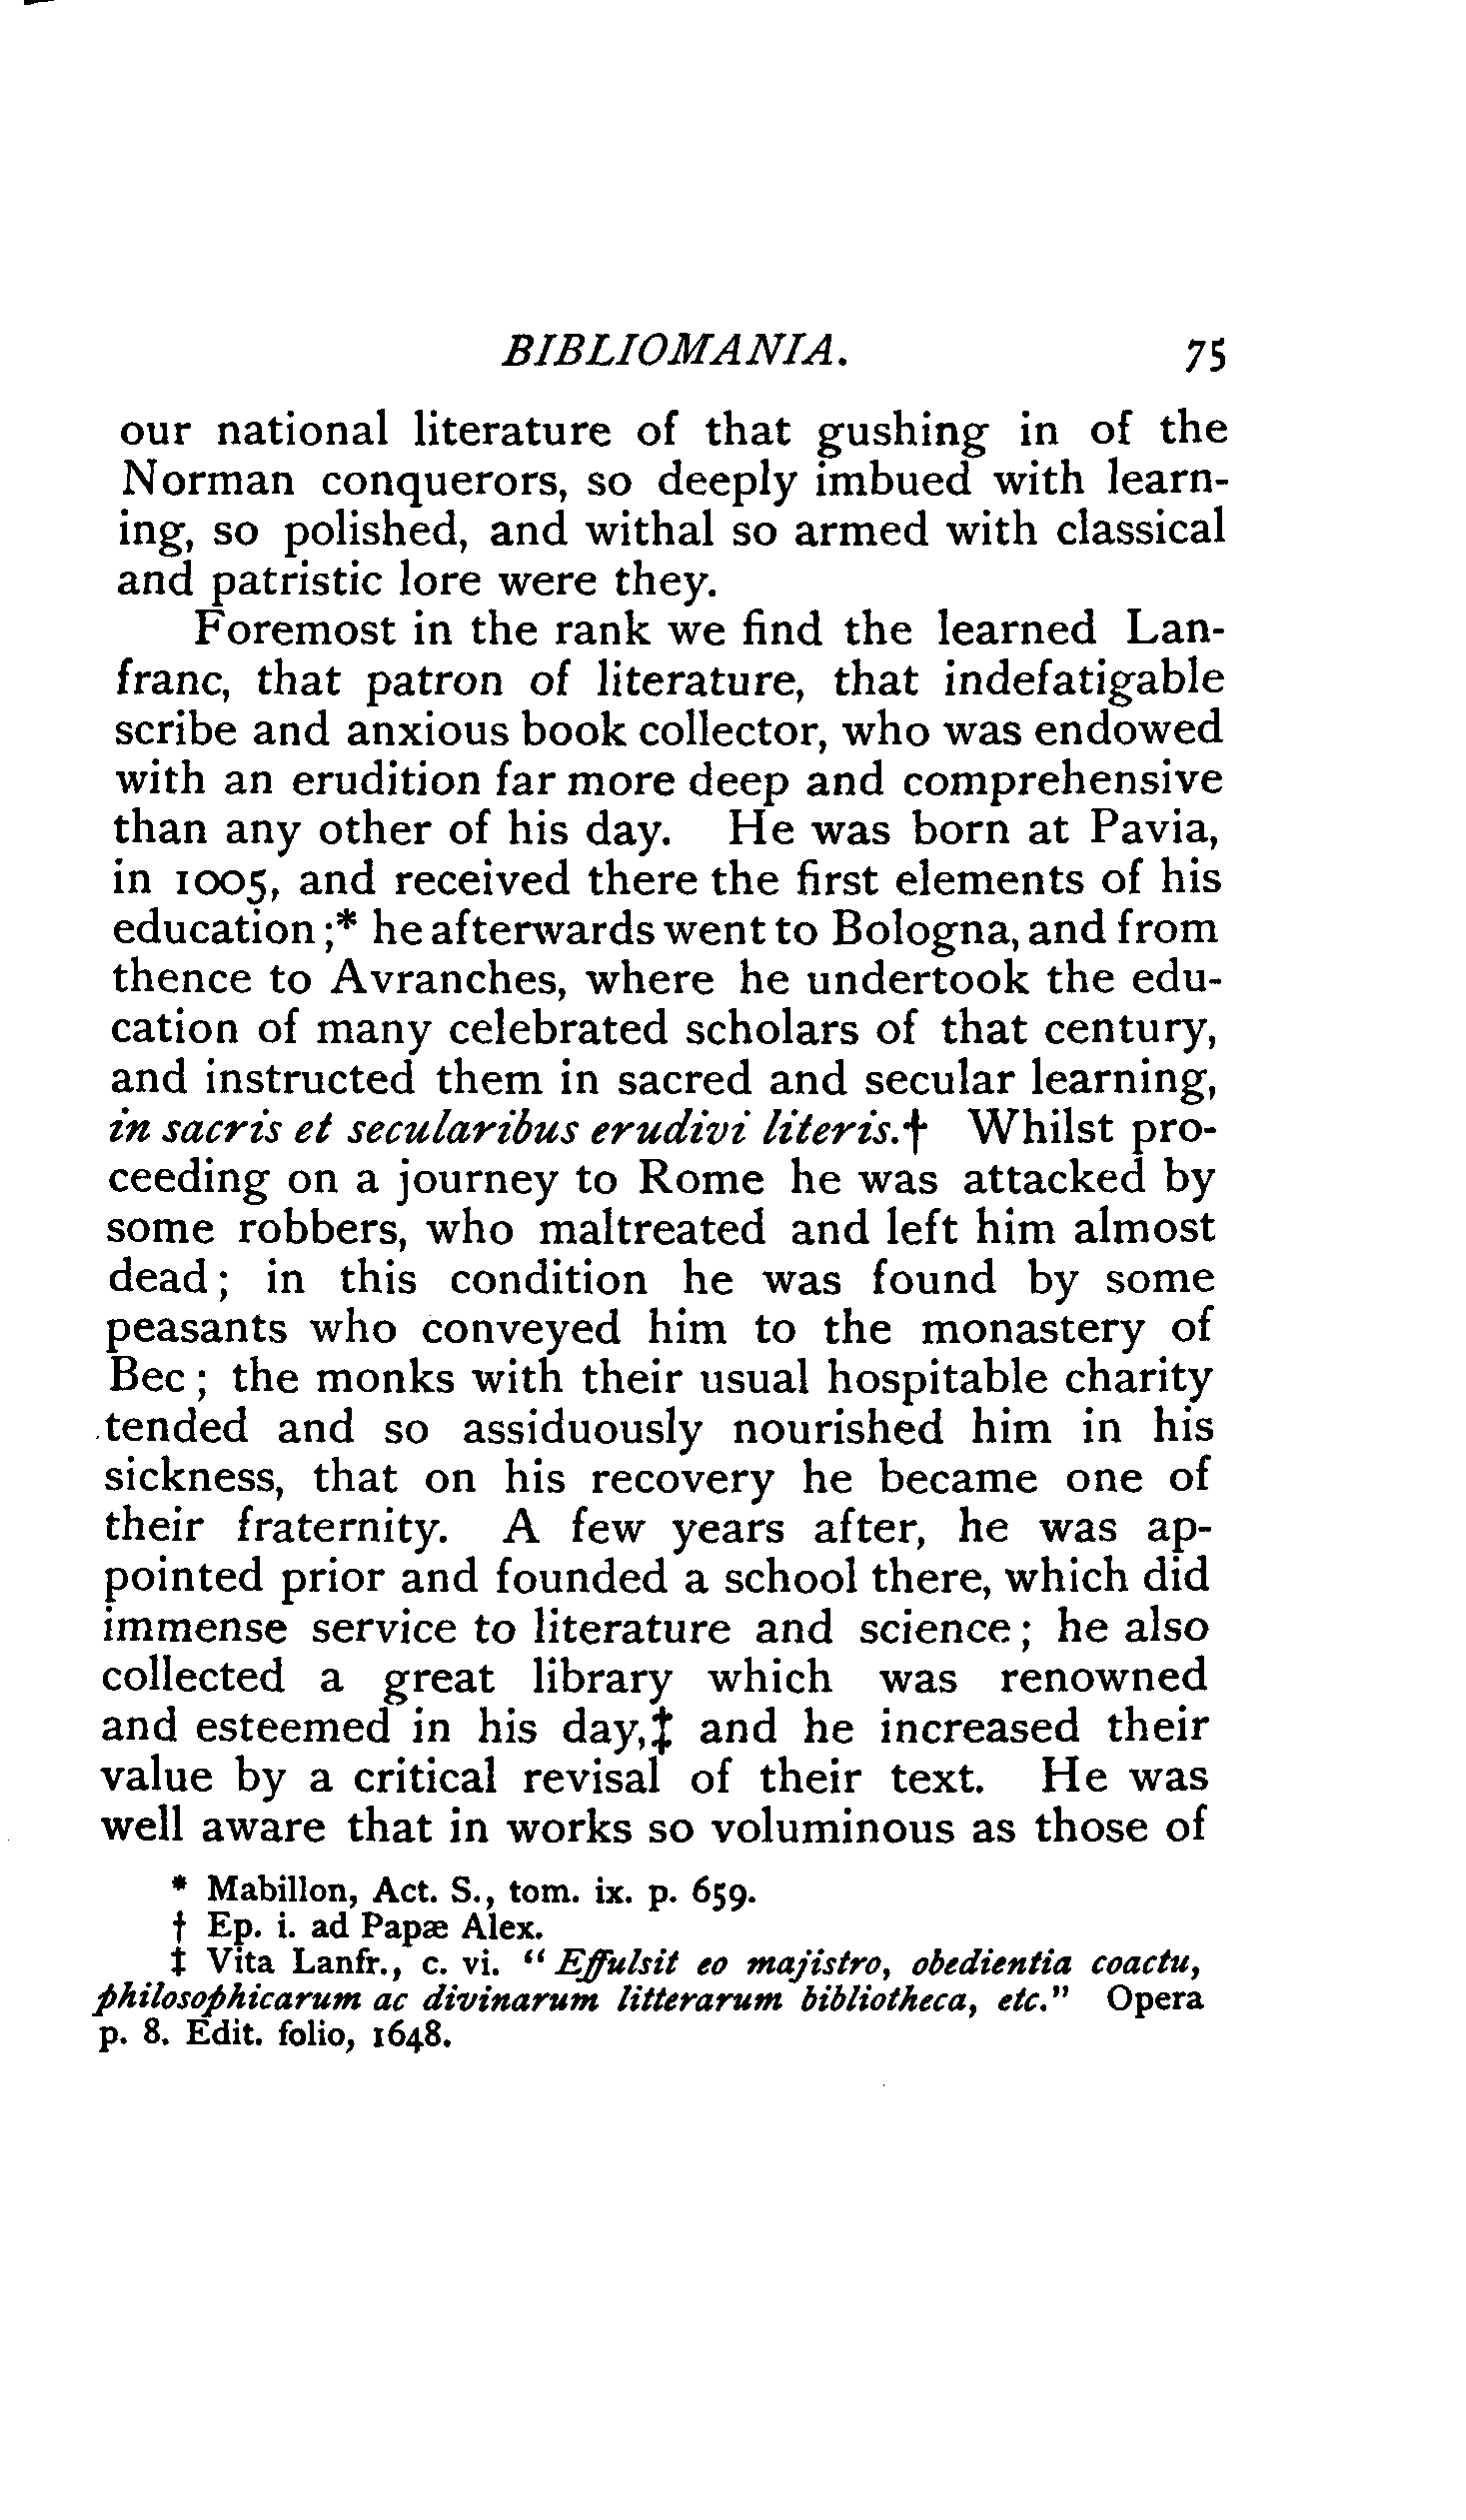 BIBLIOMANIA. 75
our national literature of that gushing in of the
Norman conquerors, so deeply imbued with learn-
ing, so polished, and withal so armed with classical
and patristic lore were they.
Foremost in the rank we find the learned Lan-
franc, that patron of literature, that indefatigable
scribe and anxious book collector, who was endowed
with an erudition far more deep and comprehensive
than any other of his day. He was born at Pavia,
in 1005, and received there the first elements of his
education;* he afterwards went to Bologna, and from
thence to Avranches, where he undertook the edu-
cation of many celebrated scholars of that century,
and instructed them in sacred and secular learning,
in sacris et secularibus erudivi literis.† Whilst pro-
ceeding on a journey to Rome he was attacked by
some robbers, who maltreated and left him almost
dead; in this condition he was found by some
peasants who conveyed him to the monastery of
Bec; the monks with their usual hospitable charity
tended and so assiduously nourished him in his
sickness, that on his recovery he became one of
their fraternity. A few years after, he was ap-
pointed prior and founded a school there, which did
immense service to literature and science; he also
collected a great library which was renowned
and esteemed in his day,‡ and he increased their
value by a critical revisal of their text. He was
well aware that in works so voluminous as those of
* Mabillon, Act. S., tom. ix. p. 659.
† Ep. i. ad Papæ Alex.
‡ Vita Lanfr., c. vi. "Effulsit eo majistro, obedientia coactu,
philosophicarum ac divinarum litterarum bibliotheca, etc." Opera
p. 8. Edit. folio, 1648.